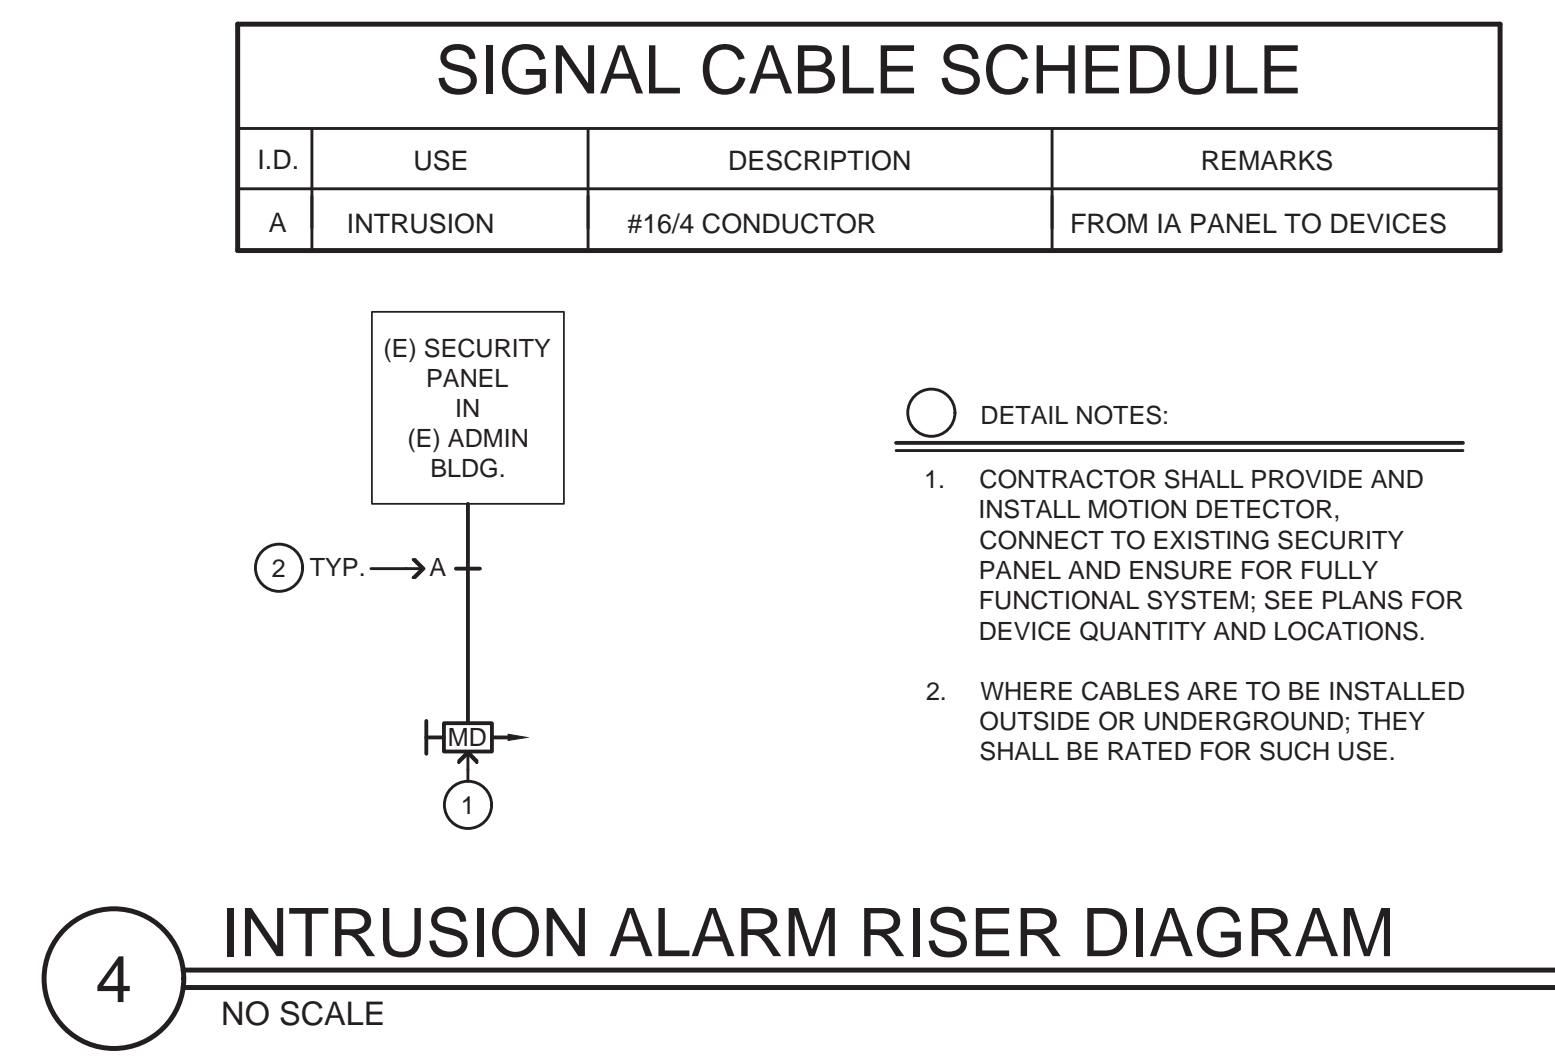 SIGNAL CABLE SCHEDULE
I.D. USE DESCRIPTION REMARKS
A INTRUSION #16/4 CONDUCTOR FROM IA PANEL TO DEVICES
(E) SECURITY
PANEL
IN
(E) ADMIN
BLDG.
2 TYP. A
MD
1
DETAIL NOTES:
1. CONTRACTOR SHALL PROVIDE AND
INSTALL MOTION DETECTOR,
CONNECT TO EXISTING SECURITY
PANEL AND ENSURE FOR FULLY
FUNCTIONAL SYSTEM; SEE PLANS FOR
DEVICE QUANTITY AND LOCATIONS.
2. WHERE CABLES ARE TO BE INSTALLED
OUTSIDE OR UNDERGROUND; THEY
SHALL BE RATED FOR SUCH USE.
4 INTRUSION ALARM RISER DIAGRAM
NO SCALE